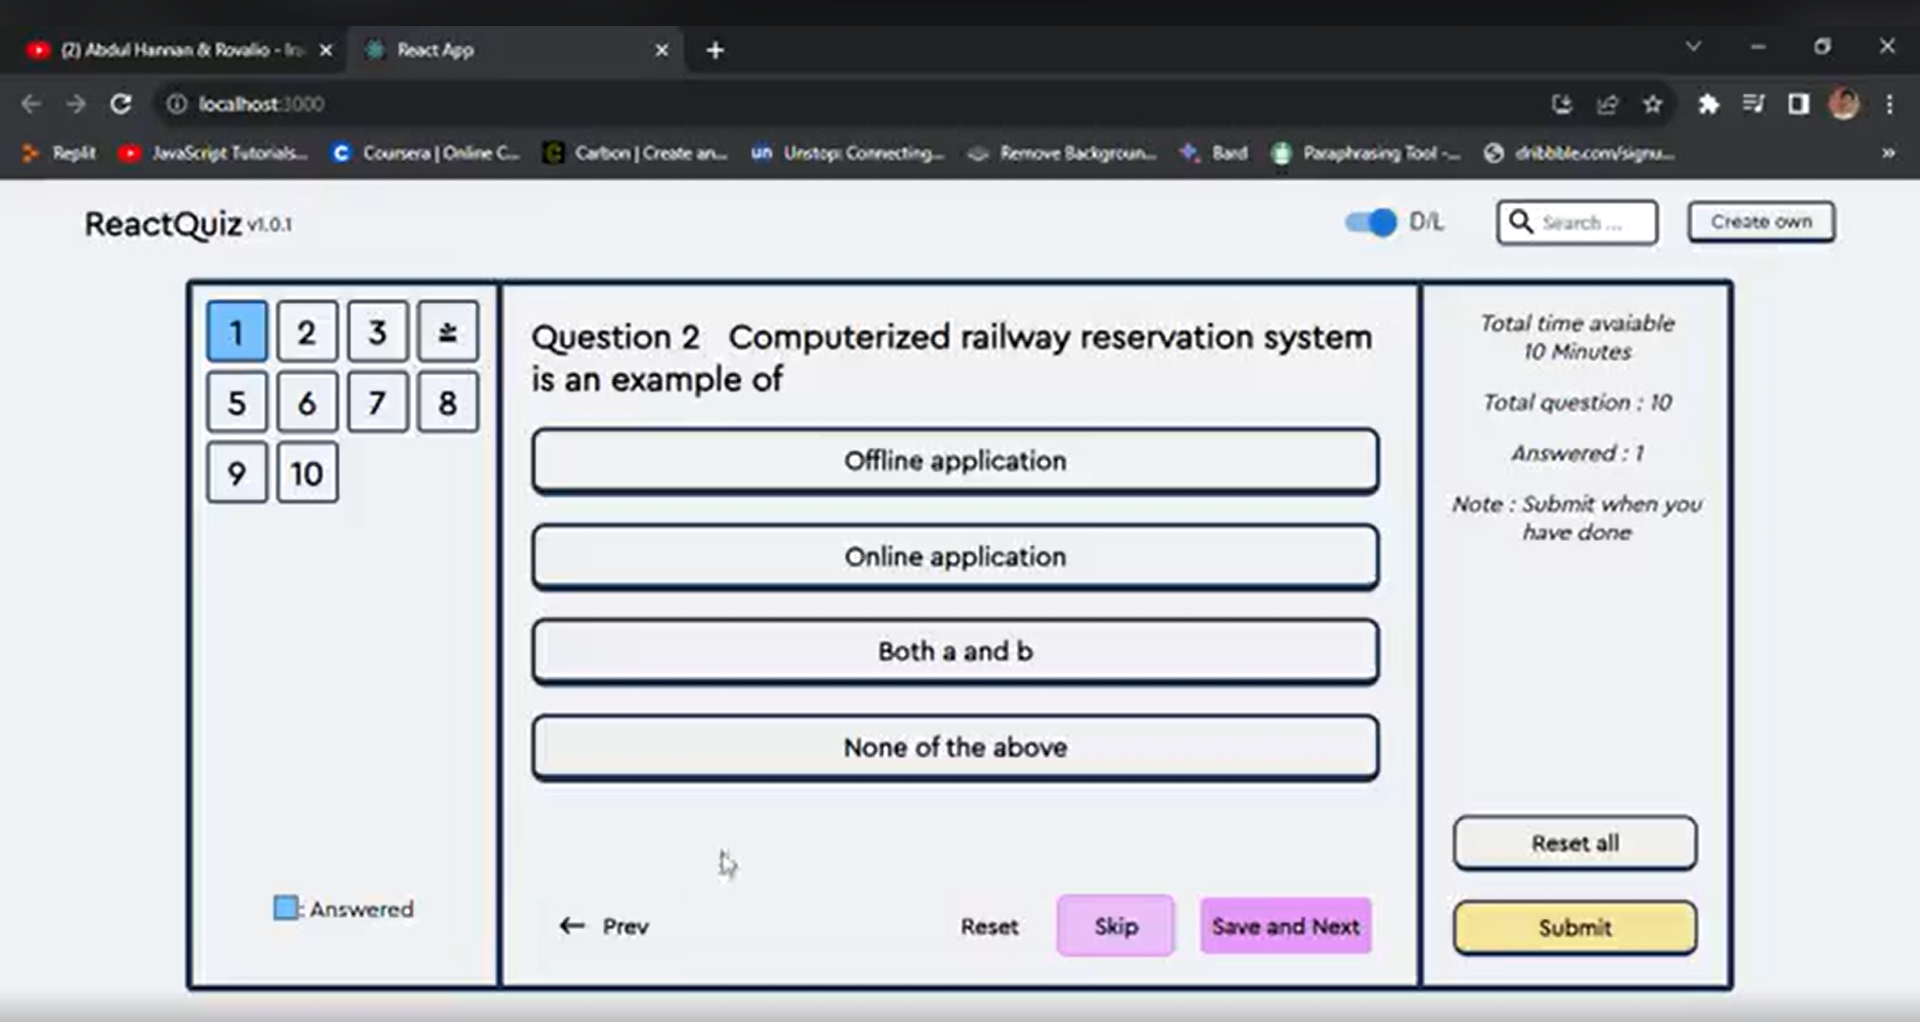 (2) Abdul Hannan & Rovalio - In
React App
localhost:3000
Replit
JavaScript Tutorials...
Coursera | Online C...
Carbon | Create an...
un Unstop: Connecting...
Remove Backgroun...
Bard
Paraphrasing Tool -...
dribbble.com/signu...
»
ReactQuiz v1.0.1
D/L
Search ...
Create own
1 2 3
5 6 7 8
9 10
: Answered
Question 2 Computerized railway reservation system
is an example of
Offline application
Online application
Both a and b
None of the above
← Prev
Reset
Skip
Save and Next
Total time avaiable
10 Minutes
Total question : 10
Answered : 1
Note : Submit when you
have done
Reset all
Submit